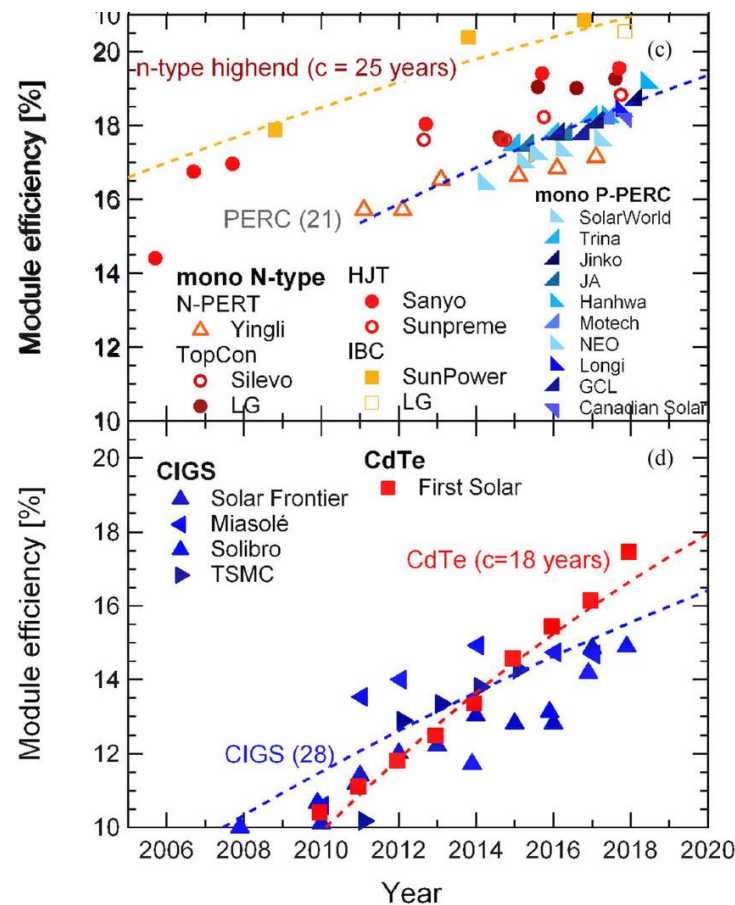 20
(c)
n-type highend (c = 25 years)
18
16
PERC (21)
14
12
10
Module efficiency [%]
mono N-type
N-PERT
Yingli
TopCon
Silevo
LG
HJT
Sanyo
Sunpreme
IBC
SunPower
LG
mono P-PERC
SolarWorld
Trina
Jinko
JA
Hanhwa
Motech
NEO
Longi
GCL
Canadian Solar
20
(d)
18
16
14
12
10
Module efficiency [%]
CIGS
Solar Frontier
Miasolé
Solibro
TSMC
CdTe
First Solar
CdTe (c=18 years)
CIGS (28)
2006 2008 2010 2012 2014 2016 2018 2020
Year